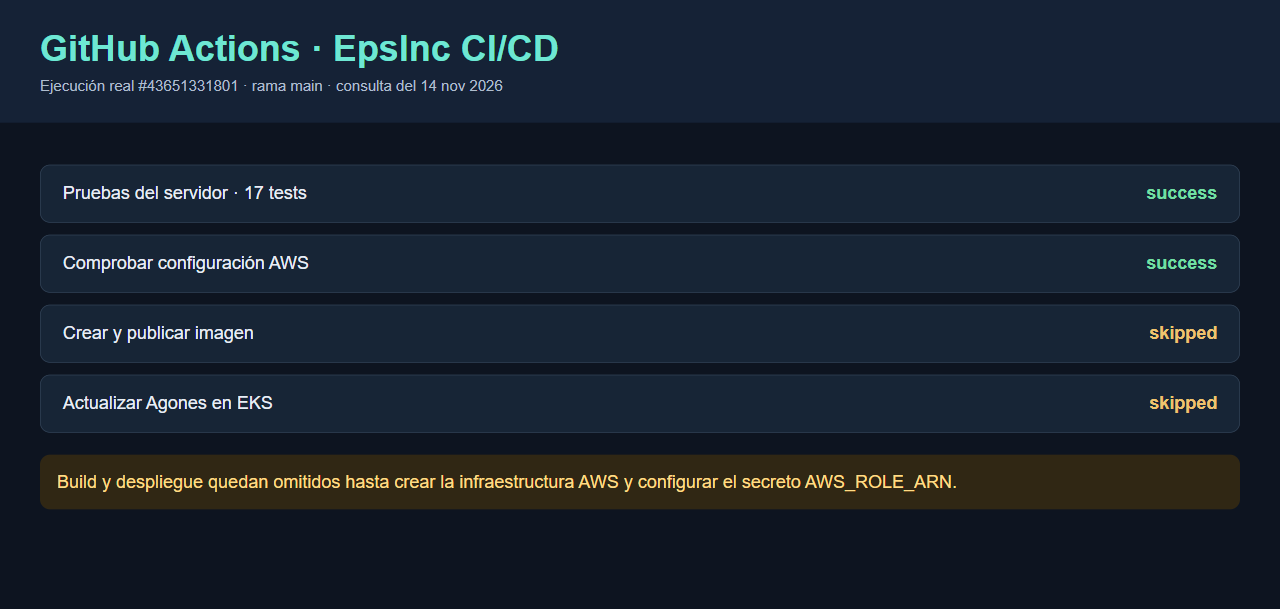 GitHub Actions · EpsInc CI/CD
Ejecución real #43651331801 · rama main · consulta del 14 nov 2026
Pruebas del servidor · 17 tests success
Comprobar configuración AWS success
Crear y publicar imagen skipped
Actualizar Agones en EKS skipped
Build y despliegue quedan omitidos hasta crear la infraestructura AWS y configurar el secreto AWS_ROLE_ARN.